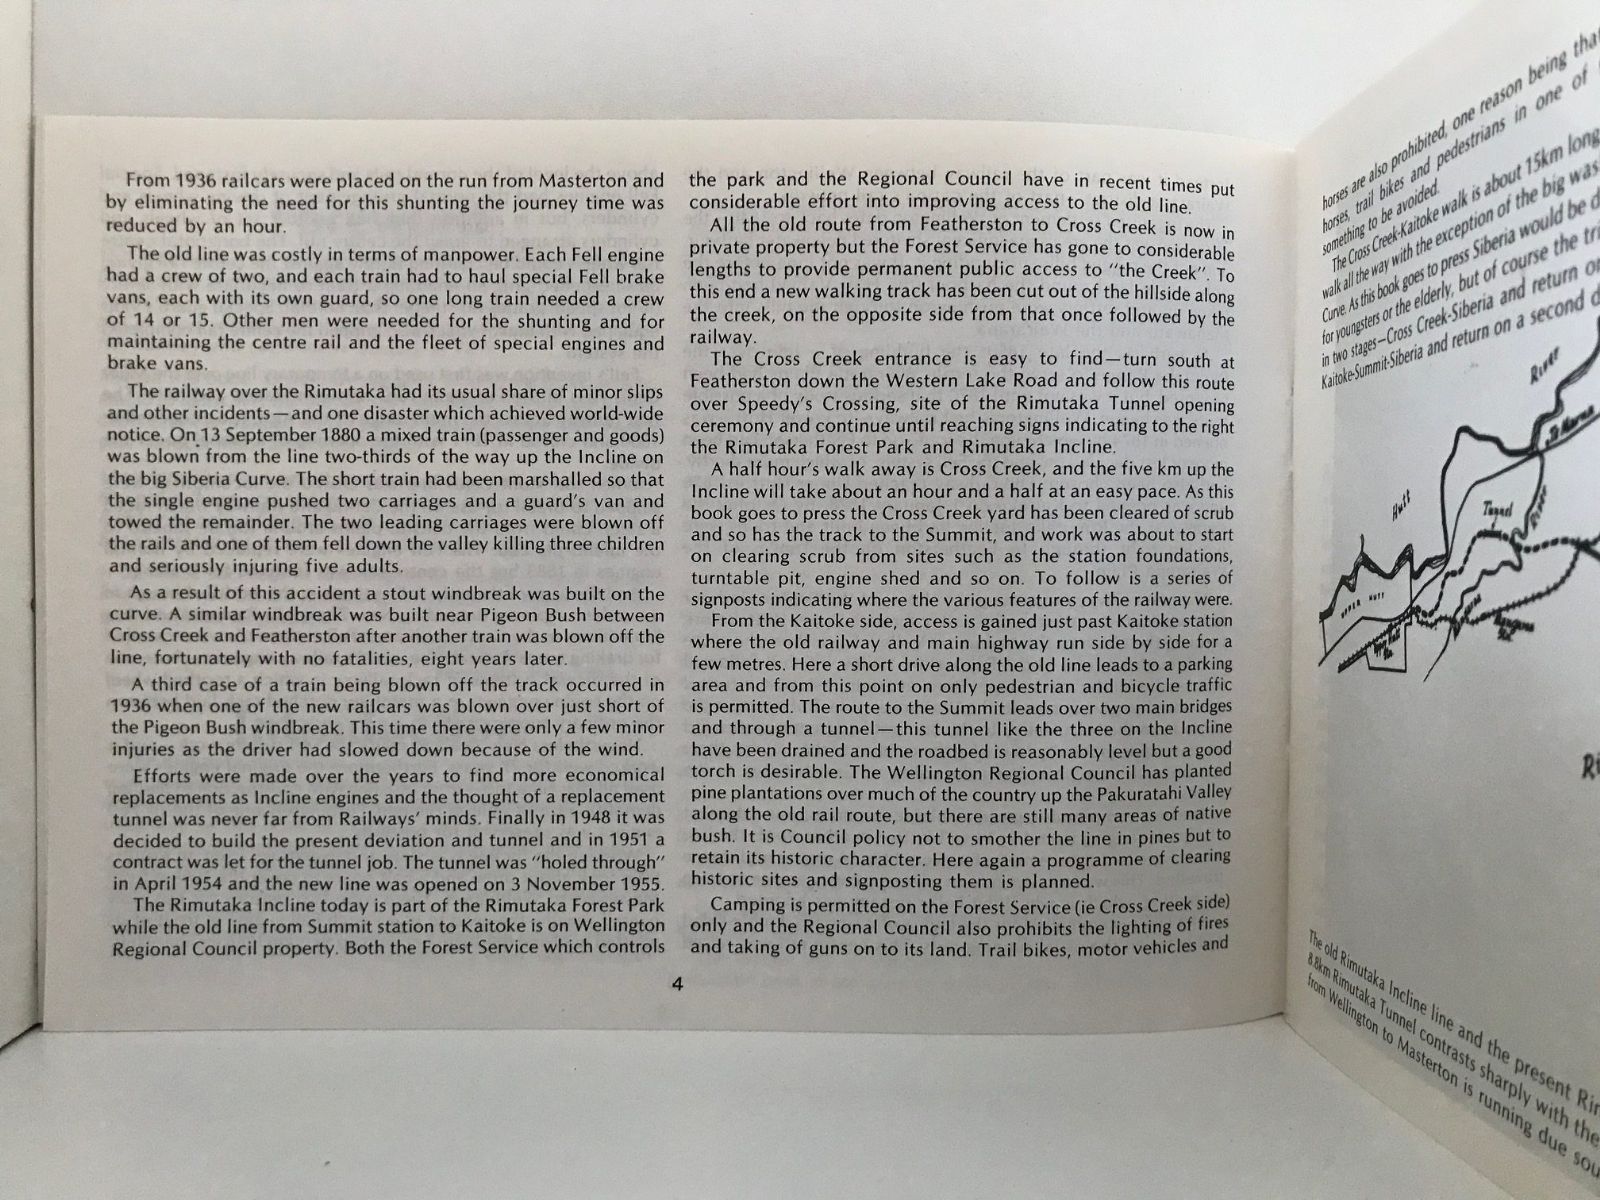 From 1936 railcars were placed on the run from Masterton and
by eliminating the need for this shunting the journey time was
reduced by an hour.
The old line was costly in terms of manpower. Each Fell engine
had a crew of two, and each train had to haul special Fell brake
vans, each with its own guard, so one long train needed a crew
of 14 or 15. Other men were needed for the shunting and for
maintaining the centre rail and the fleet of special engines and
brake vans.
The railway over the Rimutaka had its usual share of minor slips
and other incidents—and one disaster which achieved world-wide
notice. On 13 September 1880 a mixed train (passenger and goods)
was blown from the line two-thirds of the way up the Incline on
the big Siberia Curve. The short train had been marshalled so that
the single engine pushed two carriages and a guard's van and
towed the remainder. The two leading carriages were blown off
the rails and one of them fell down the valley killing three children
and seriously injuring five adults.
As a result of this accident a stout windbreak was built on the
curve. A similar windbreak was built near Pigeon Bush between
Cross Creek and Featherston after another train was blown off the
line, fortunately with no fatalities, eight years later.
A third case of a train being blown off the track occurred in
1936 when one of the new railcars was blown over just short of
the Pigeon Bush windbreak. This time there were only a few minor
injuries as the driver had slowed down because of the wind.
Efforts were made over the years to find more economical
replacements as Incline engines and the thought of a replacement
tunnel was never far from Railways' minds. Finally in 1948 it was
decided to build the present deviation and tunnel and in 1951 a
contract was let for the tunnel job. The tunnel was "holed through"
in April 1954 and the new line was opened on 3 November 1955.
The Rimutaka Incline today is part of the Rimutaka Forest Park
while the old line from Summit station to Kaitoke is on Wellington
Regional Council property. Both the Forest Service which controls
the park and the Regional Council have in recent times put
considerable effort into improving access to the old line.
All the old route from Featherston to Cross Creek is now in
private property but the Forest Service has gone to considerable
lengths to provide permanent public access to "the Creek". To
this end a new walking track has been cut out of the hillside along
the creek, on the opposite side from that once followed by the
railway.
The Cross Creek entrance is easy to find—turn south at
Featherston down the Western Lake Road and follow this route
over Speedy's Crossing, site of the Rimutaka Tunnel opening
ceremony and continue until reaching signs indicating to the right
the Rimutaka Forest Park and Rimutaka Incline.
A half hour's walk away is Cross Creek, and the five km up the
Incline will take about an hour and a half at an easy pace. As this
book goes to press the Cross Creek yard has been cleared of scrub
and so has the track to the Summit, and work was about to start
on clearing scrub from sites such as the station foundations,
turntable pit, engine shed and so on. To follow is a series of
signposts indicating where the various features of the railway were.
From the Kaitoke side, access is gained just past Kaitoke station
where the old railway and main highway run side by side for a
few metres. Here a short drive along the old line leads to a parking
area and from this point on only pedestrian and bicycle traffic
is permitted. The route to the Summit leads over two main bridges
and through a tunnel—this tunnel like the three on the Incline
have been drained and the roadbed is reasonably level but a good
torch is desirable. The Wellington Regional Council has planted
pine plantations over much of the country up the Pakuratahi Valley
along the old rail route, but there are still many areas of native
bush. It is Council policy not to smother the line in pines but to
retain its historic character. Here again a programme of clearing
historic sites and signposting them is planned.
Camping is permitted on the Forest Service (ie Cross Creek side)
only and the Regional Council also prohibits the lighting of fires
and taking of guns on to its land. Trail bikes, motor vehicles and
4
horses are also prohibited, one reason being that
horses, trail bikes and pedestrians in one of
something to be avoided.
The Cross Creek-Kaitoke walk is about 15km long
walk all the way with the exception of the big was
Curve. As this book goes to press Siberia would be d
for youngsters or the elderly, but of course the tri
in two stages—Cross Creek-Siberia and return or
Kaitoke-Summit-Siberia and return on a second d
River
Hutt
Tunnel
UPPER HUTT
Ri
The old Rimutaka Incline line and the present Rim
8.8km Rimutaka Tunnel contrasts sharply with the
from Wellington to Masterton is running due sou